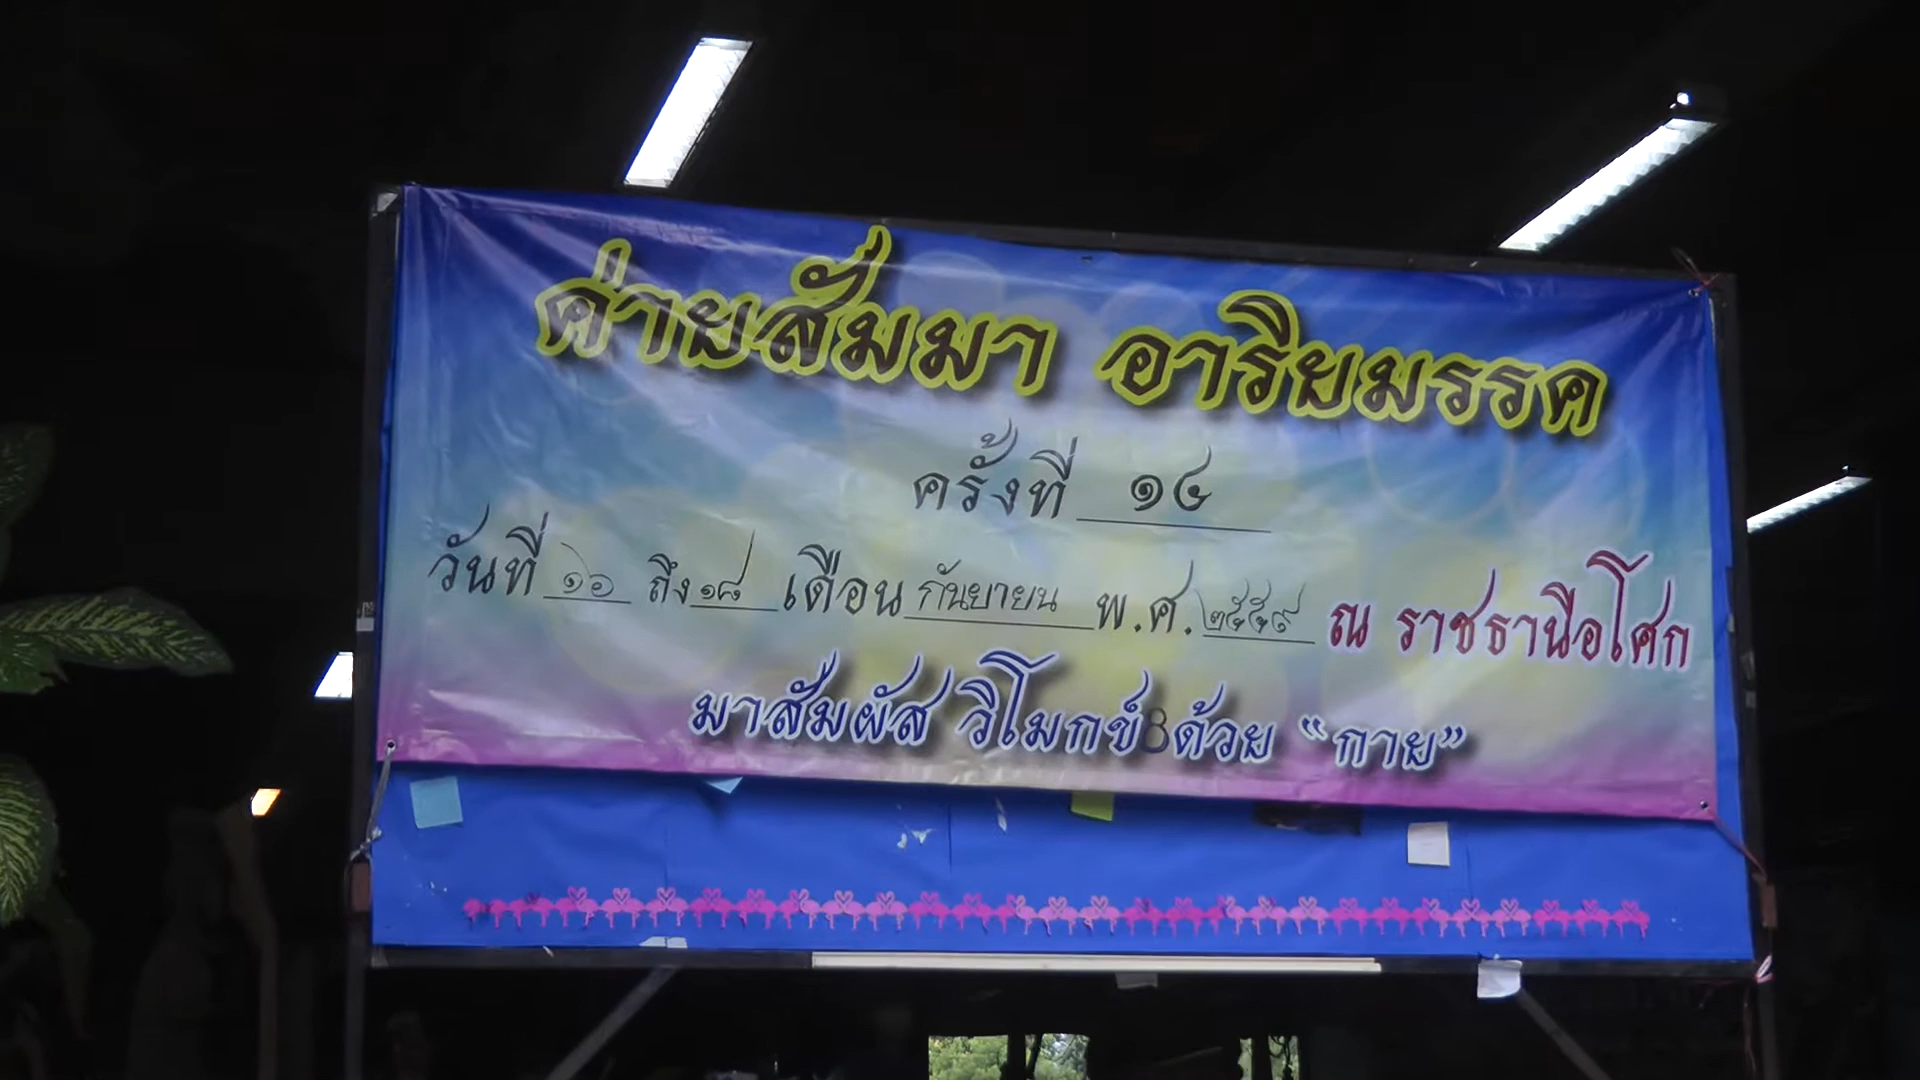 ค่ายสัมมา อาริยมรรค
ครั้งที่ ๑๔
วันที่ ๑๖ ถึง ๑๘ เดือน กันยายน พ.ศ. ๒๕๕๙ ณ ราชธานีอโศก
มาสัมผัส วิโมกข์ 8 ด้วย “กาย”